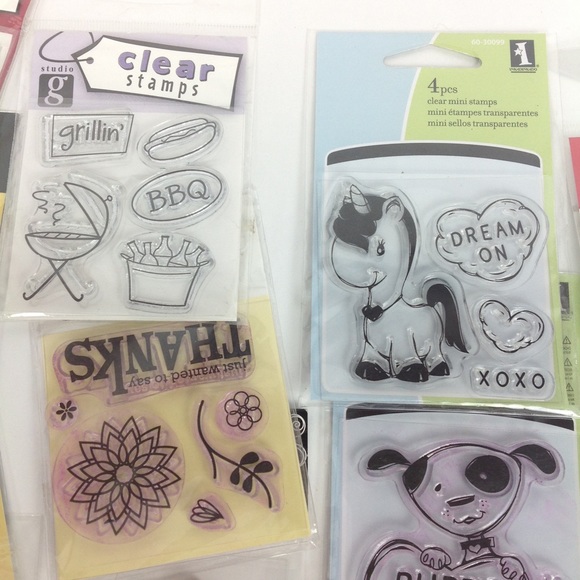 studio
g
clear
stamps
grillin'
BBQ
4pcs
clear mini stamps
mini étampes transparentes
mini sellos transparentes
DREAM
ON
XOXO
just wanted to say
THANKS